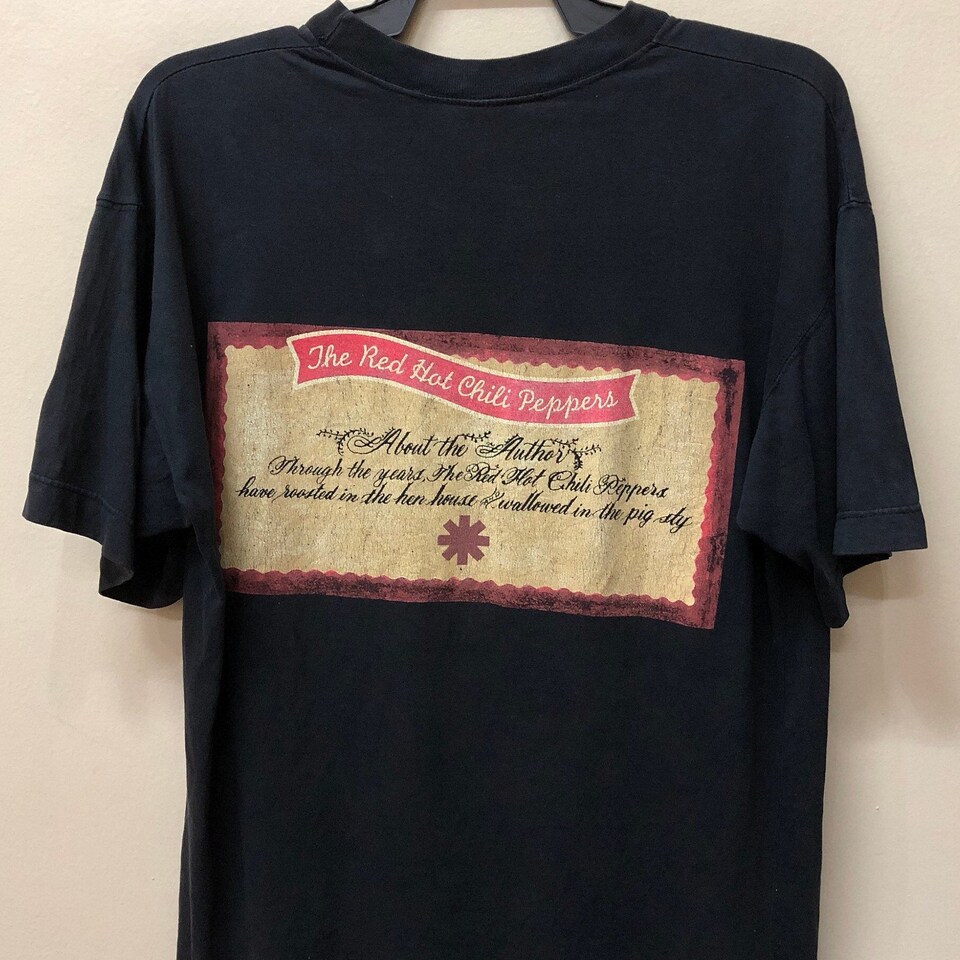 The Red Hot Chili Peppers
About the Author
Through the years, The Red Hot Chili Peppers
have roosted in the hen house & wallowed in the pig sty